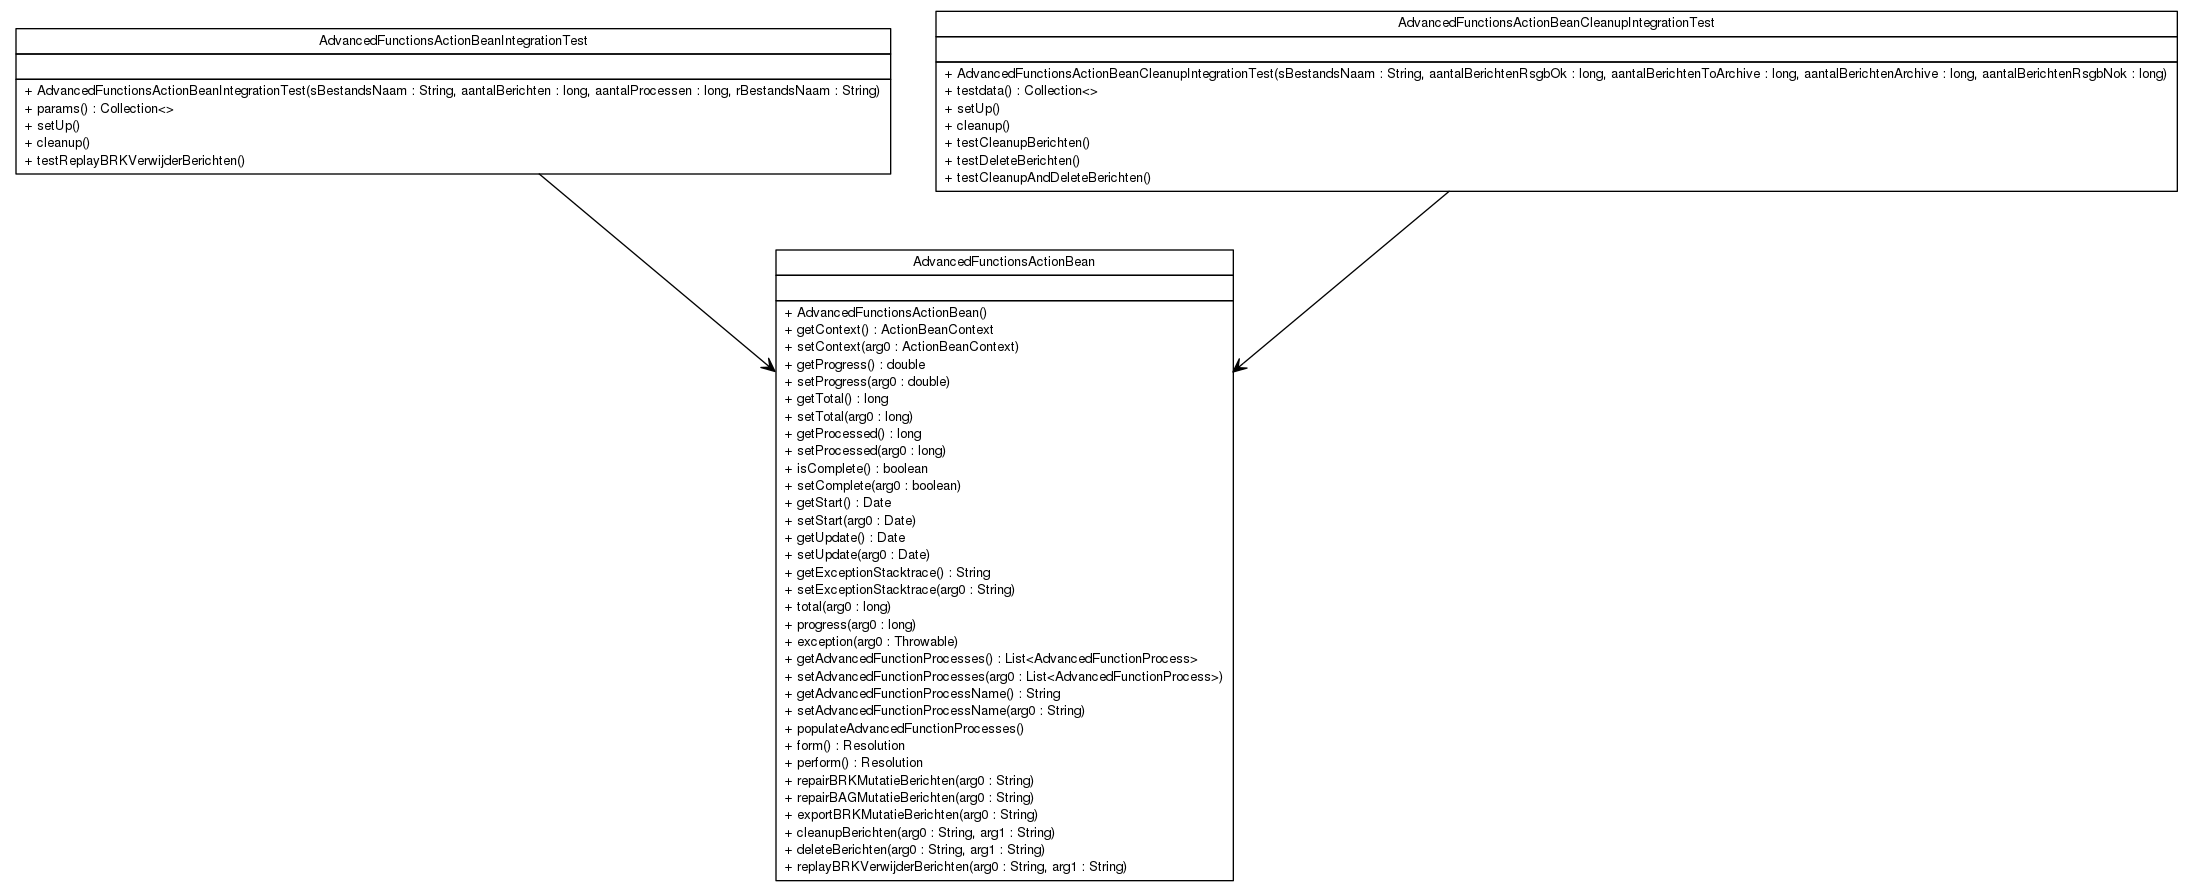 AdvancedFunctionsActionBeanIntegrationTest
+ AdvancedFunctionsActionBeanIntegrationTest(sBestandsNaam : String, aantalBerichten : long, aantalProcessen : long, rBestandsNaam : String)
+ params() : Collection<>
+ setUp()
+ cleanup()
+ testReplayBRKVerwijderBerichten()
AdvancedFunctionsActionBeanCleanupIntegrationTest
+ AdvancedFunctionsActionBeanCleanupIntegrationTest(sBestandsNaam : String, aantalBerichtenRsgbOk : long, aantalBerichtenToArchive : long, aantalBerichtenArchive : long, aantalBerichtenRsgbNok : long)
+ testdata() : Collection<>
+ setUp()
+ cleanup()
+ testCleanupBerichten()
+ testDeleteBerichten()
+ testCleanupAndDeleteBerichten()
AdvancedFunctionsActionBean
+ AdvancedFunctionsActionBean()
+ getContext() : ActionBeanContext
+ setContext(arg0 : ActionBeanContext)
+ getProgress() : double
+ setProgress(arg0 : double)
+ getTotal() : long
+ setTotal(arg0 : long)
+ getProcessed() : long
+ setProcessed(arg0 : long)
+ isComplete() : boolean
+ setComplete(arg0 : boolean)
+ getStart() : Date
+ setStart(arg0 : Date)
+ getUpdate() : Date
+ setUpdate(arg0 : Date)
+ getExceptionStacktrace() : String
+ setExceptionStacktrace(arg0 : String)
+ total(arg0 : long)
+ progress(arg0 : long)
+ exception(arg0 : Throwable)
+ getAdvancedFunctionProcesses() : List<AdvancedFunctionProcess>
+ setAdvancedFunctionProcesses(arg0 : List<AdvancedFunctionProcess>)
+ getAdvancedFunctionProcessName() : String
+ setAdvancedFunctionProcessName(arg0 : String)
+ populateAdvancedFunctionProcesses()
+ form() : Resolution
+ perform() : Resolution
+ repairBRKMutatieBerichten(arg0 : String)
+ repairBAGMutatieBerichten(arg0 : String)
+ exportBRKMutatieBerichten(arg0 : String)
+ cleanupBerichten(arg0 : String, arg1 : String)
+ deleteBerichten(arg0 : String, arg1 : String)
+ replayBRKVerwijderBerichten(arg0 : String, arg1 : String)